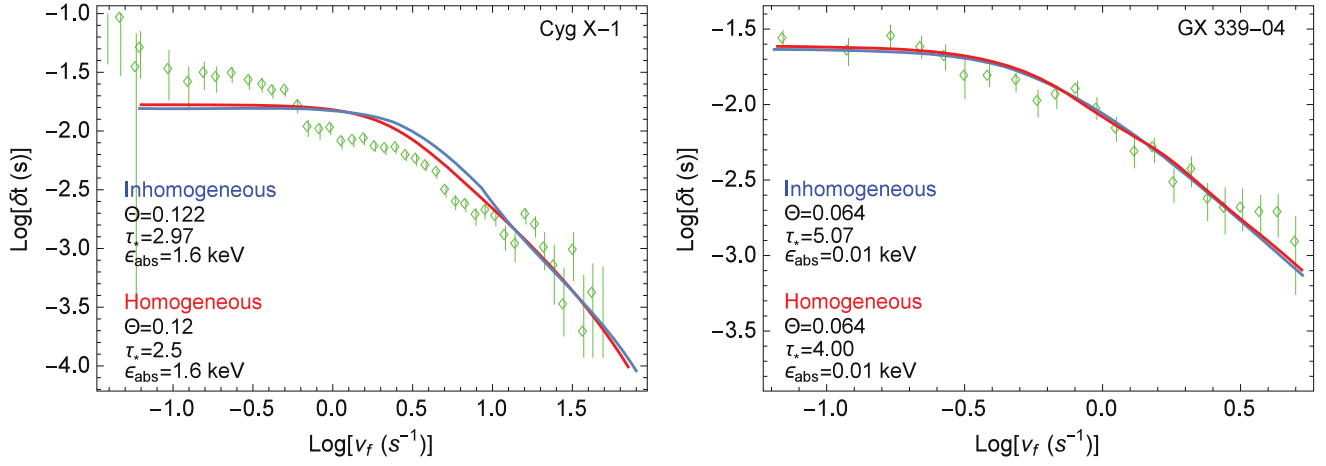 Cyg X−1
Log[δt (s)]
−1.0
−1.5
−2.0
−2.5
−3.0
−3.5
−4.0
Inhomogeneous
Θ=0.122
τ*=2.97
ϵabs=1.6 keV
Homogeneous
Θ=0.12
τ*=2.5
ϵabs=1.6 keV
−1.0 −0.5 0.0 0.5 1.0 1.5
Log[νf (s−1)]
GX 339−04
Log[δt (s)]
−1.5
−2.0
−2.5
−3.0
−3.5
Inhomogeneous
Θ=0.064
τ*=5.07
ϵabs=0.01 keV
Homogeneous
Θ=0.064
τ*=4.00
ϵabs=0.01 keV
−1.0 −0.5 0.0 0.5
Log[νf (s−1)]